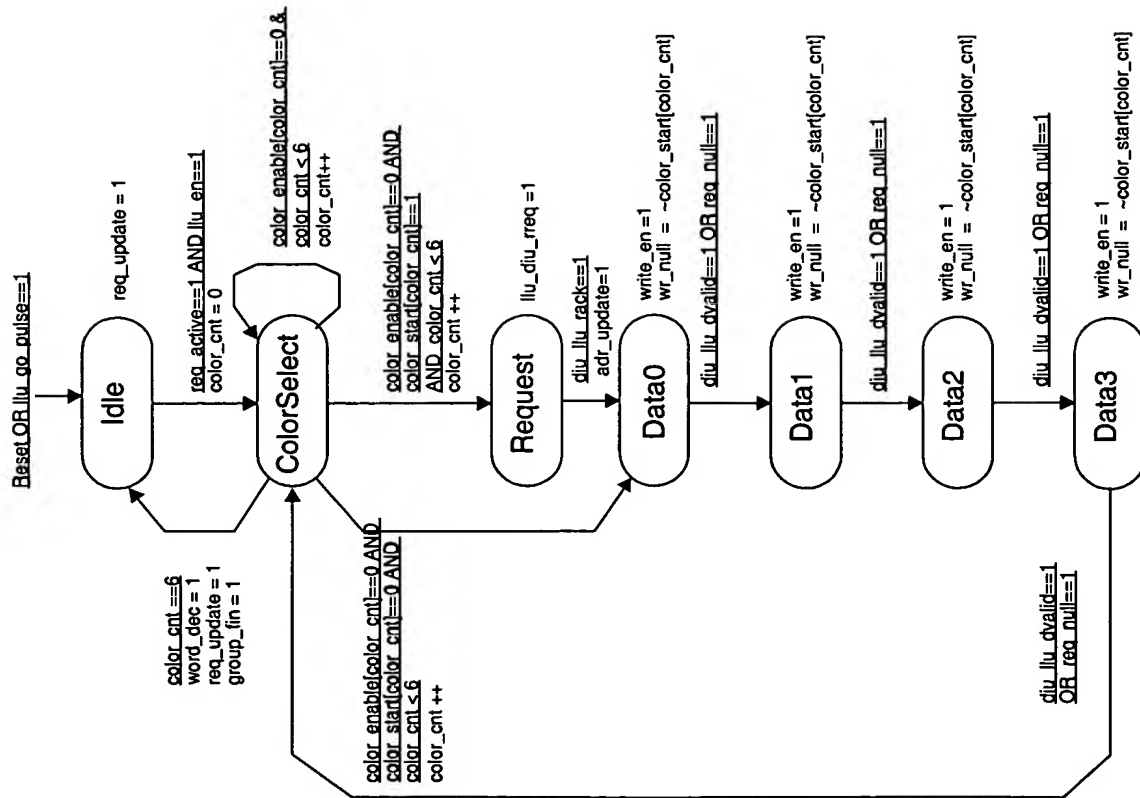 Reset OR llu_go_pulse==1
Idle
req_update = 1
req_active==1 AND llu_en==1
color_cnt = 0
color_cnt ==6
word_dec = 1
req_update = 1
group_fin = 1
ColorSelect
color_enable[color_cnt]==0 &
color_cnt < 6
color_cnt++
color_enable[color_cnt]==0 AND
color_start[color_cnt]==1
AND color_cnt < 6
color_cnt ++
color_enable[color_cnt]==0 AND
color_start[color_cnt]==0 AND
color_cnt < 6
color_cnt ++
Request
llu_diu_rreq =1
diu_llu_rack==1
adr_update=1
Data0
write_en =1
wr_null = ~color_start[color_cnt]
diu_llu_dvalid==1 OR req_null==1
Data1
write_en =1
wr_null = ~color_start[color_cnt]
diu_llu_dvalid==1 OR req_null==1
Data2
write_en =1
wr_null = ~color_start[color_cnt]
diu_llu_dvalid==1 OR req_null==1
Data3
write_en =1
wr_null = ~color_start[color_cnt]
diu_llu_dvalid==1
OR req_null==1